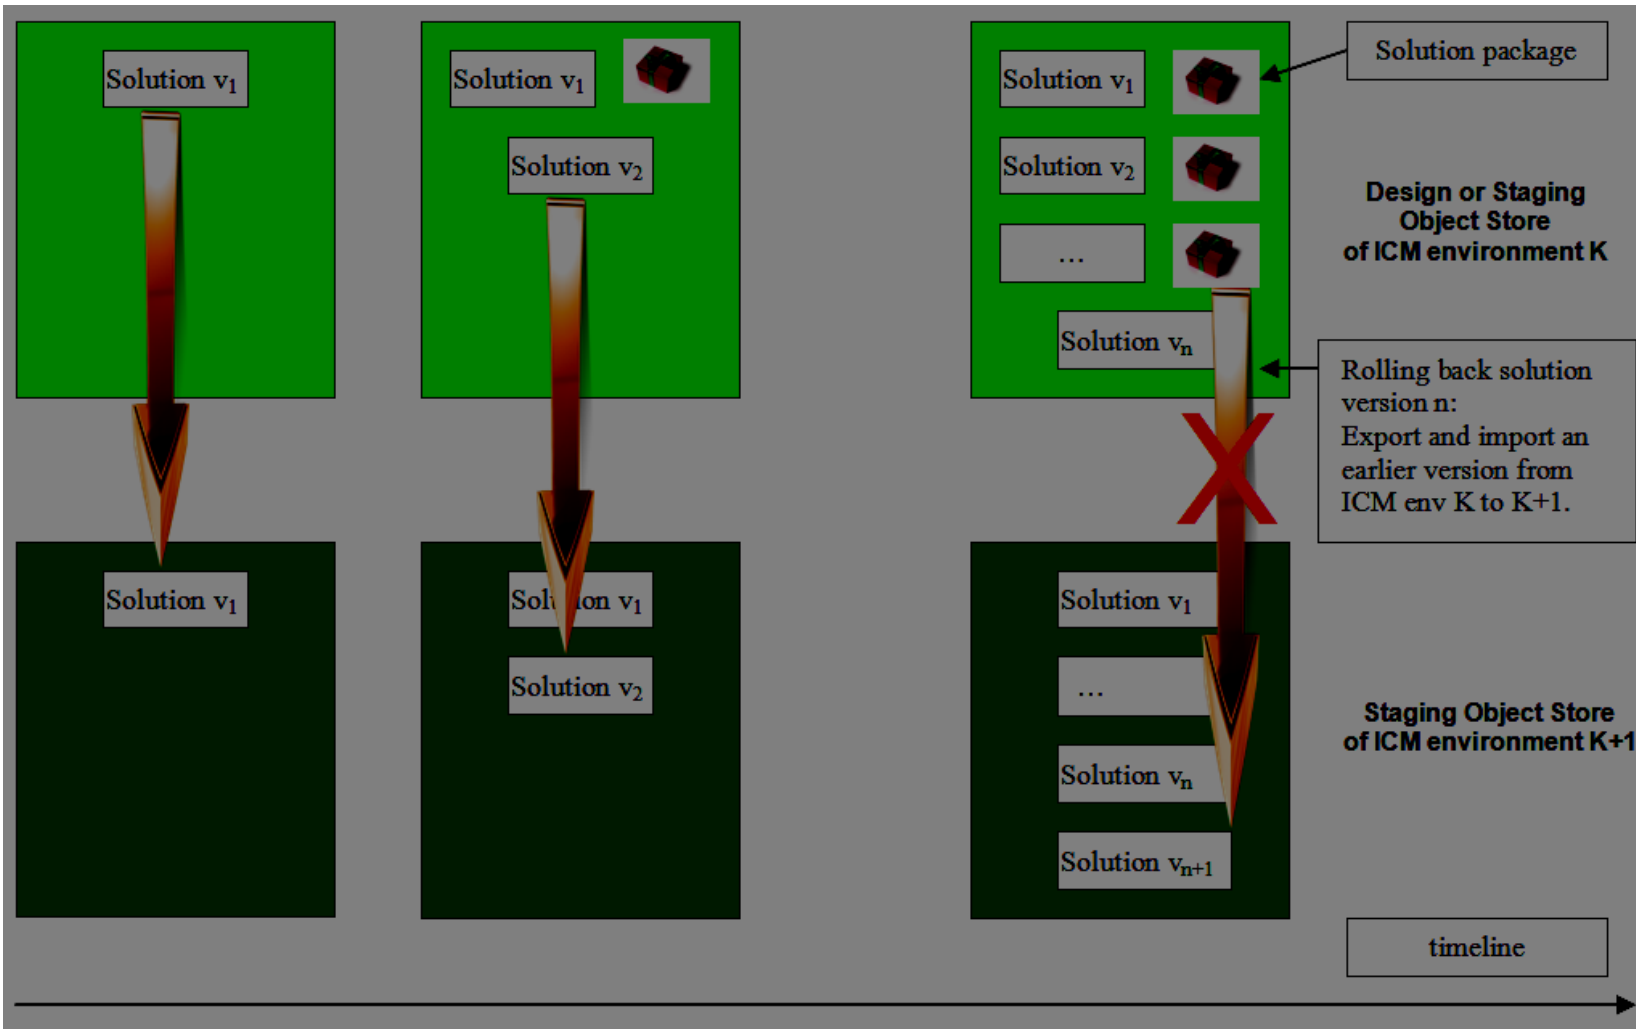 Solution v₁
Solution v₁
Solution v₂
Solution v₁
Solution v₂
...
Solution vₙ
Solution package
Design or Staging
Object Store
of ICM environment K
Rolling back solution
version n:
Export and import an
earlier version from
ICM env K to K+1.
X
Solution v₁
Solution v₁
Solution v₂
Solution v₁
...
Solution vₙ
Solution vₙ₊₁
Staging Object Store
of ICM environment K+1
timeline